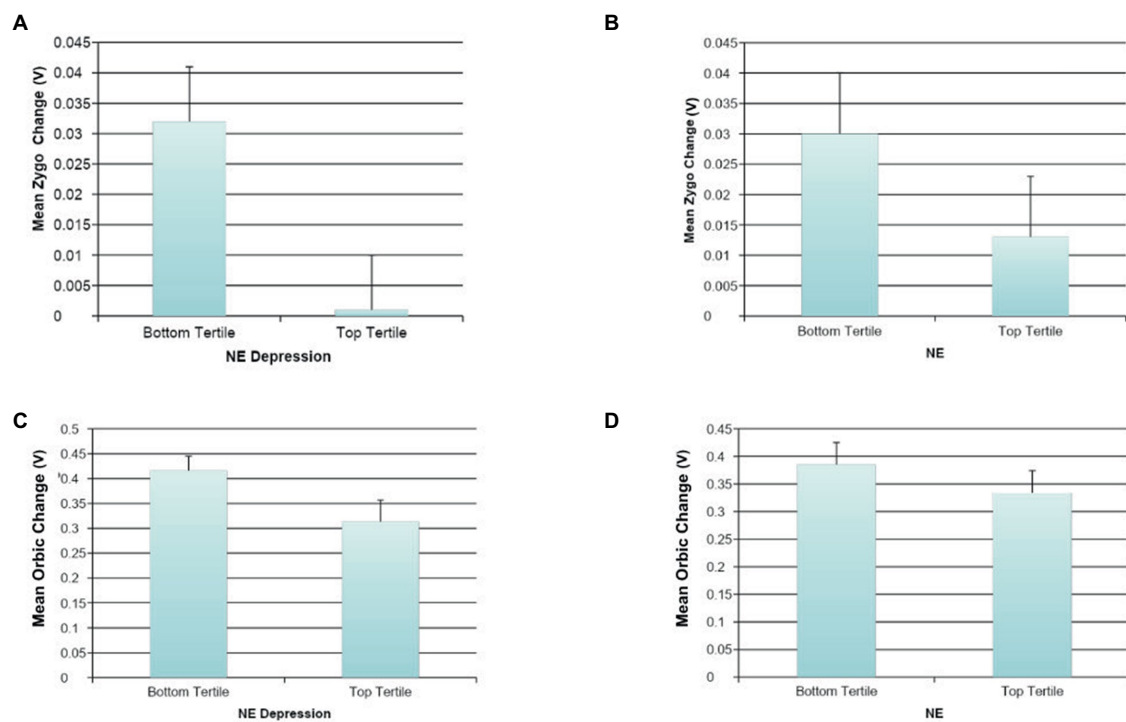 A
Mean Zygo Change (V)
0.045
0.04
0.035
0.03
0.025
0.02
0.015
0.01
0.005
0
Bottom Tertile
Top Tertile
NE Depression
B
Mean Zygo Change (V)
0.045
0.04
0.035
0.03
0.025
0.02
0.015
0.01
0.005
0
Bottom Tertile
Top Tertile
NE
C
Mean Orbic Change (V)
0.5
0.45
0.4
0.35
0.3
0.25
0.2
0.15
0.1
0.05
0
Bottom Tertile
Top Tertile
NE Depression
D
Mean Orbic Change (V)
0.45
0.4
0.35
0.3
0.25
0.2
0.15
0.1
0.05
0
Bottom Tertile
Top Tertile
NE